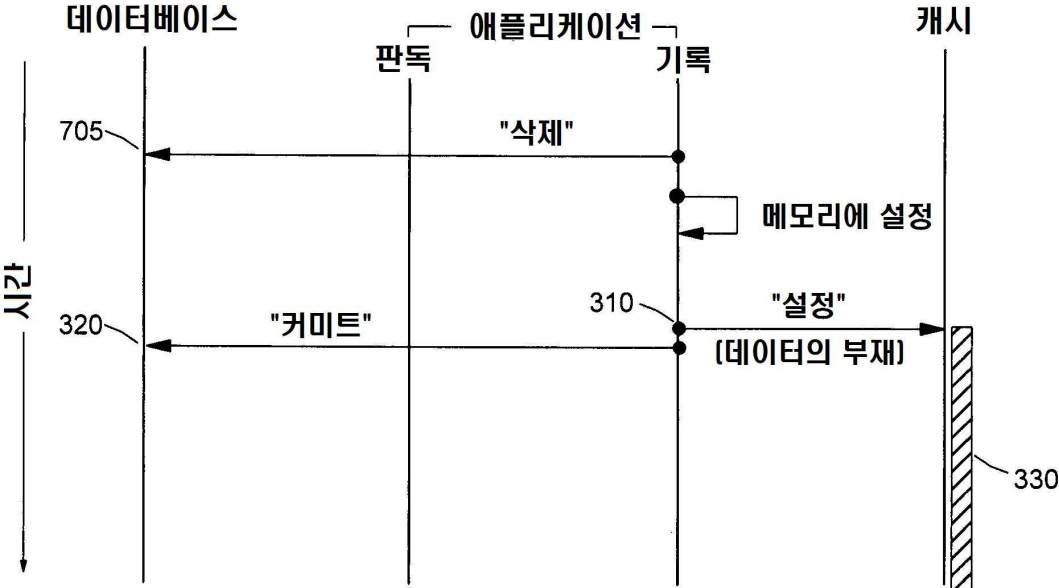 데이터베이스
애플리케이션
캐시
판독
기록
705
"삭제"
메모리에 설정
시간
310
"설정"
320
"커미트"
(데이터의 부재)
330